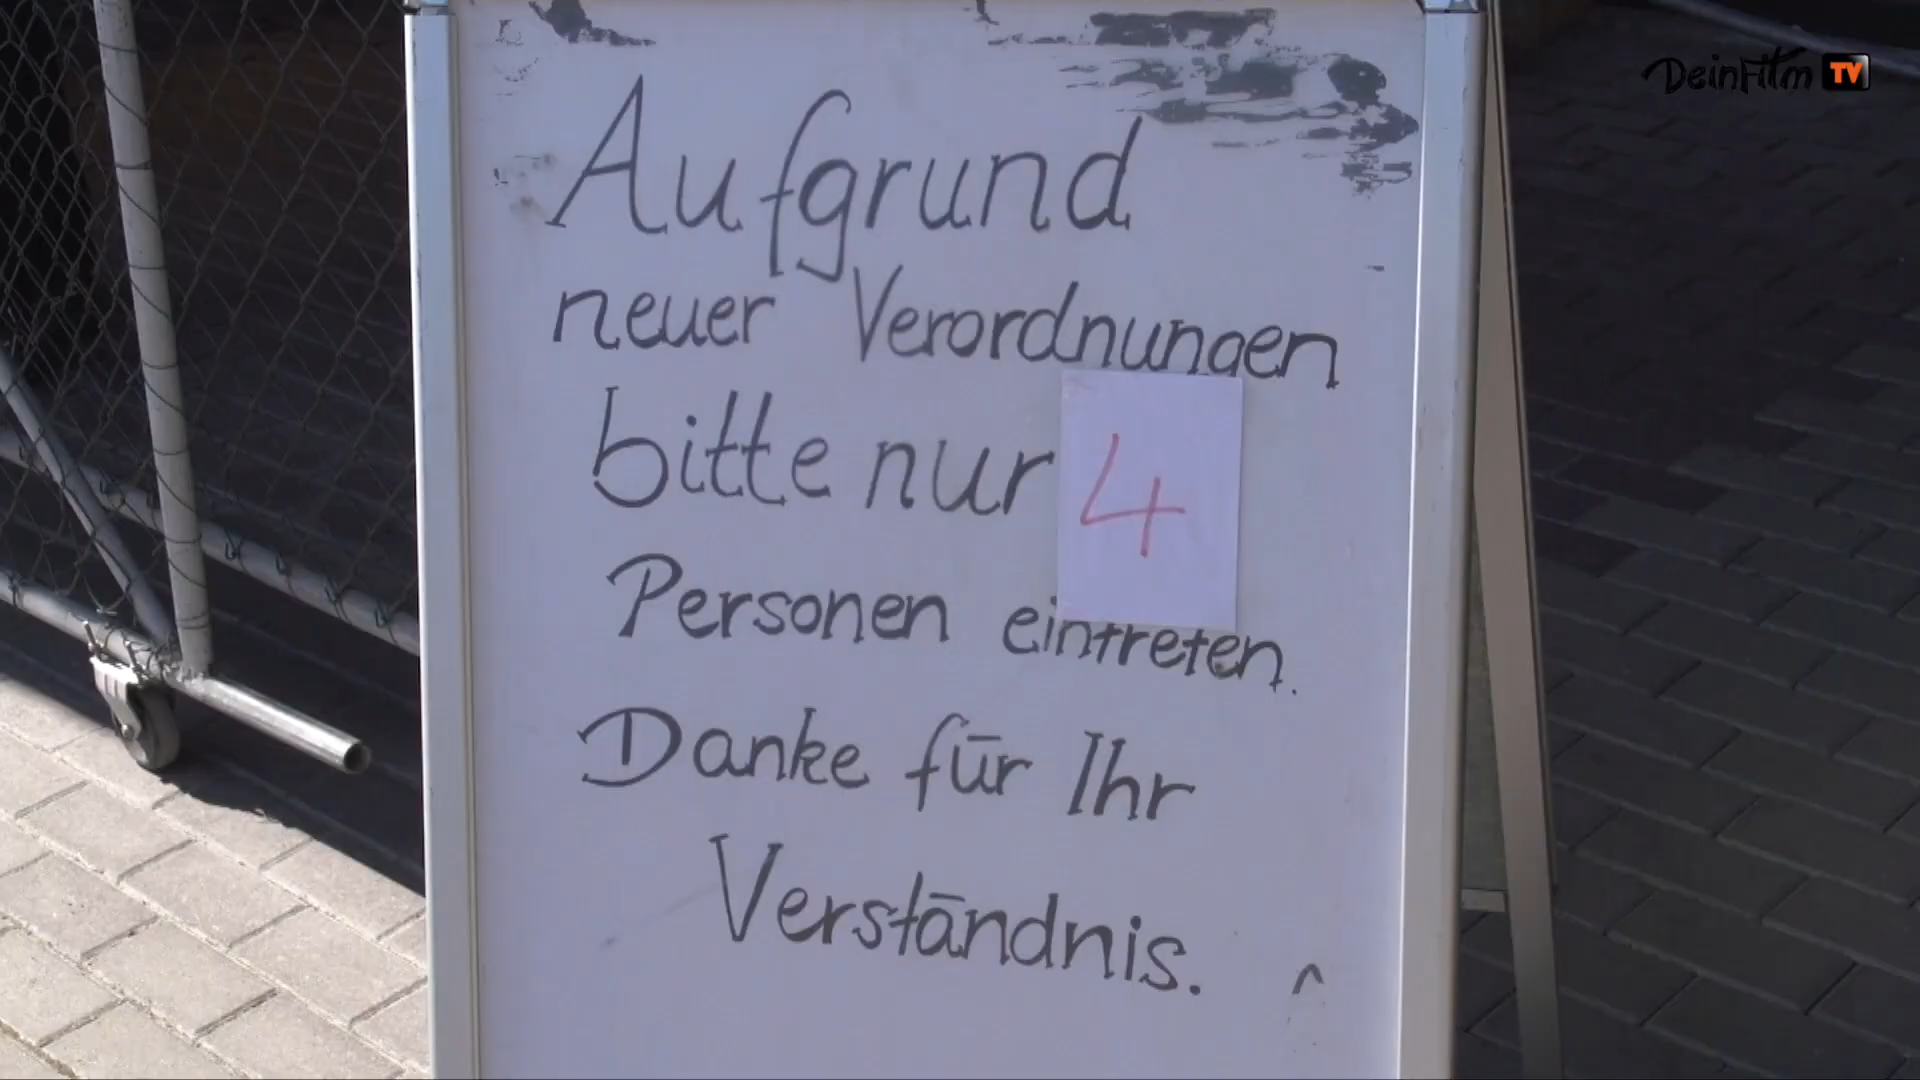 DeinFilm TV
Aufgrund
neuer Verordnungen
bitte nur 4
Personen eintreten.
Danke für Ihr
Verständnis.